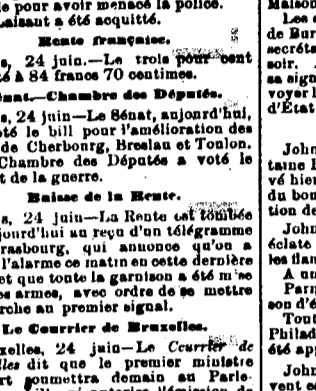 e pour avoir menacé la police.
laisant a été acquitté.
Rente française.
s, 24 juin.—Le trois pour cent
té à 84 francs 70 centimes.
énat.—Chambre des Députés.
s, 24 juin—Le Sénat, aujourd'hui,
oté le bill pour l'amélioration des
de Cherbourg, Breslau et Toulon.
Chambre des Députés a voté le
t de la guerre.
Baisse de la Rente.
s, 24 juin—La Rente est tombée
jourd'hui au reçu d'un télégramme
rasbourg, qui annonce qu'on a
l'alarme ce matin en cette dernière
et que toute la garnison a été mise
es armes, avec ordre de se mettre
rche au premier signal.
Le Courrier de Bruxelles.
xelles, 24 juin—Le Courrier de
lles dit que le premier ministre
rt soumettra demain au Parle-
Maison
Les
de Bur
secréta
soir.
sa sign
voyer l
d'État
John
taine l
vé hier
du bon
tion de
John
éclate
les flan
A un
Parn
son d'é
Tout
Philad
été app
John
vent e